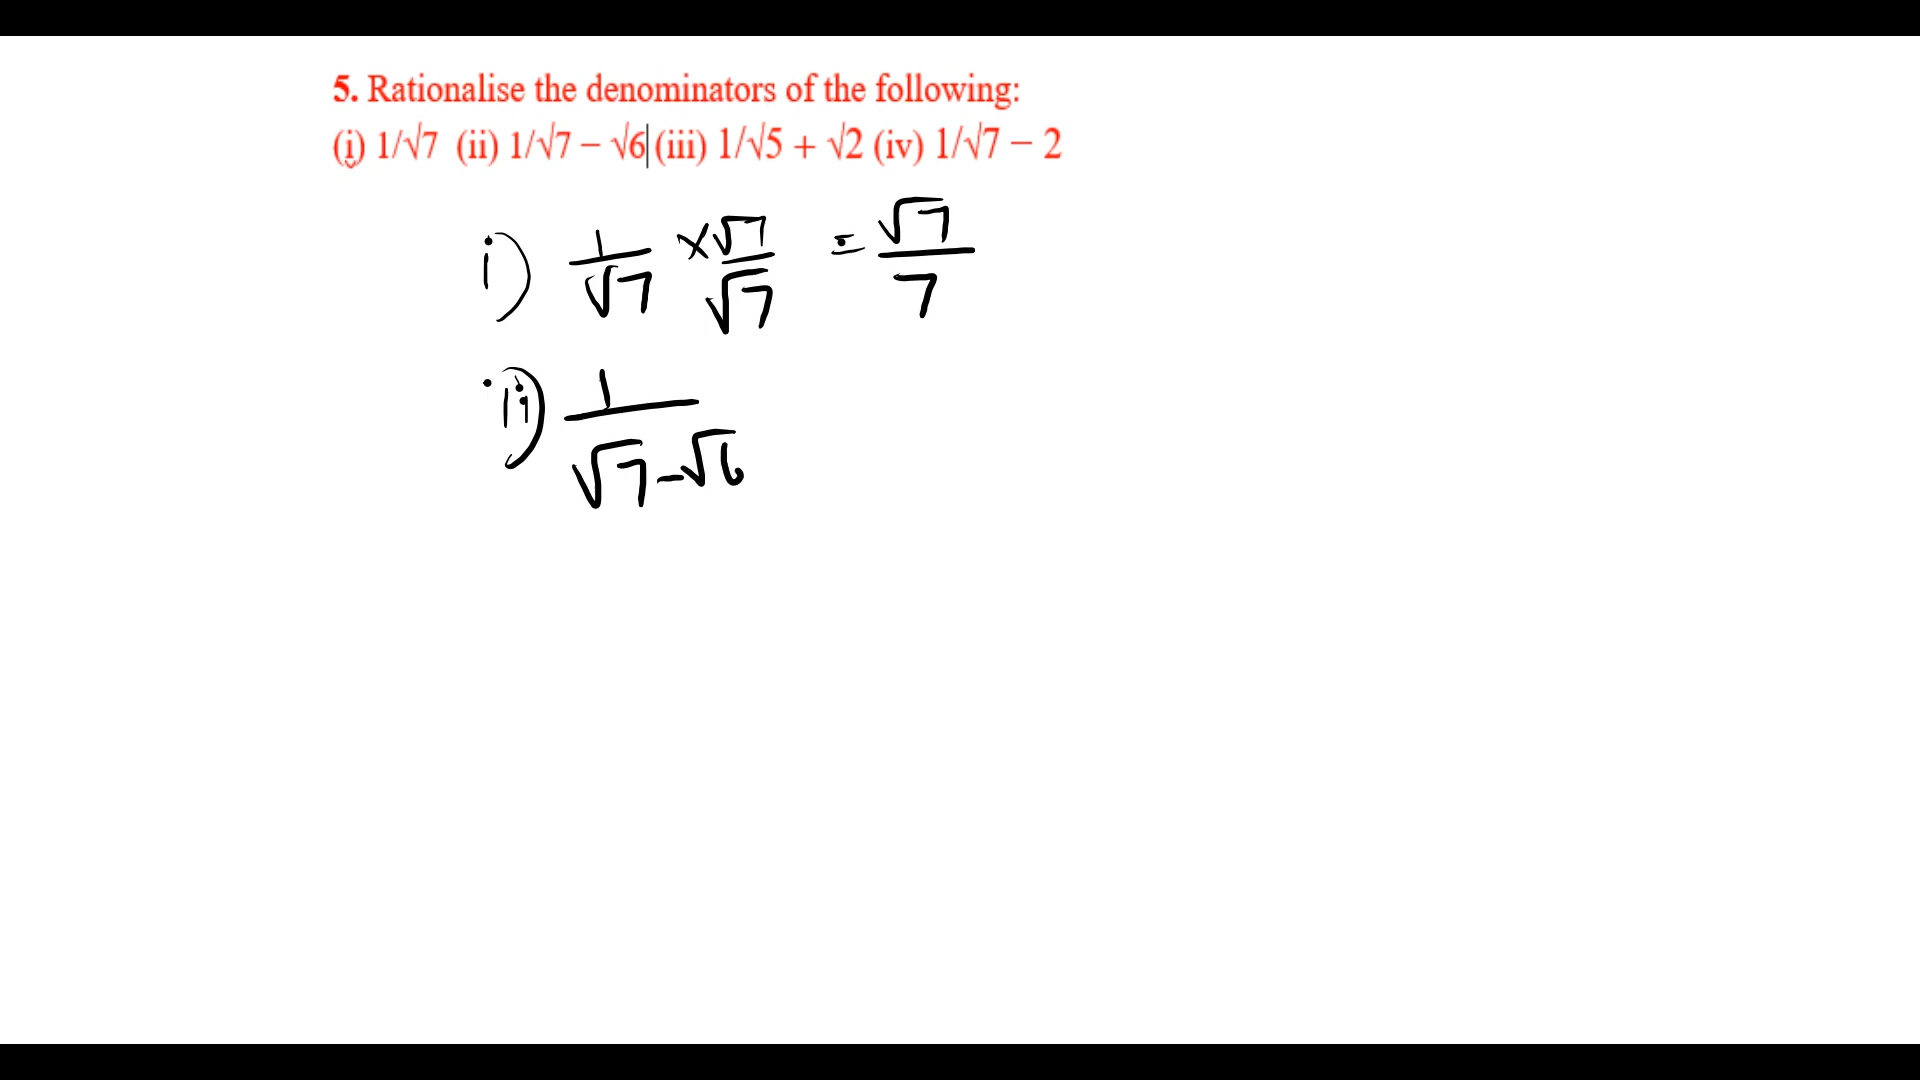 5. Rationalise the denominators of the following:
(i) 1/√7 (ii) 1/√7 − √6 (iii) 1/√5 + √2 (iv) 1/√7 − 2
i) 1/√7 × √7/√7 = √7/7
ii) 1/√7-√6